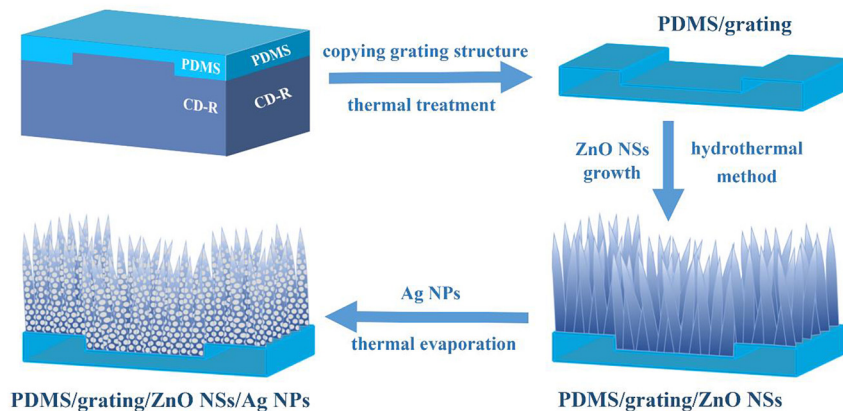 PDMS
PDMS
CD-R
CD-R
copying grating structure
thermal treatment
PDMS/grating
ZnO NSs
growth
hydrothermal
method
Ag NPs
thermal evaporation
PDMS/grating/ZnO NSs/Ag NPs
PDMS/grating/ZnO NSs